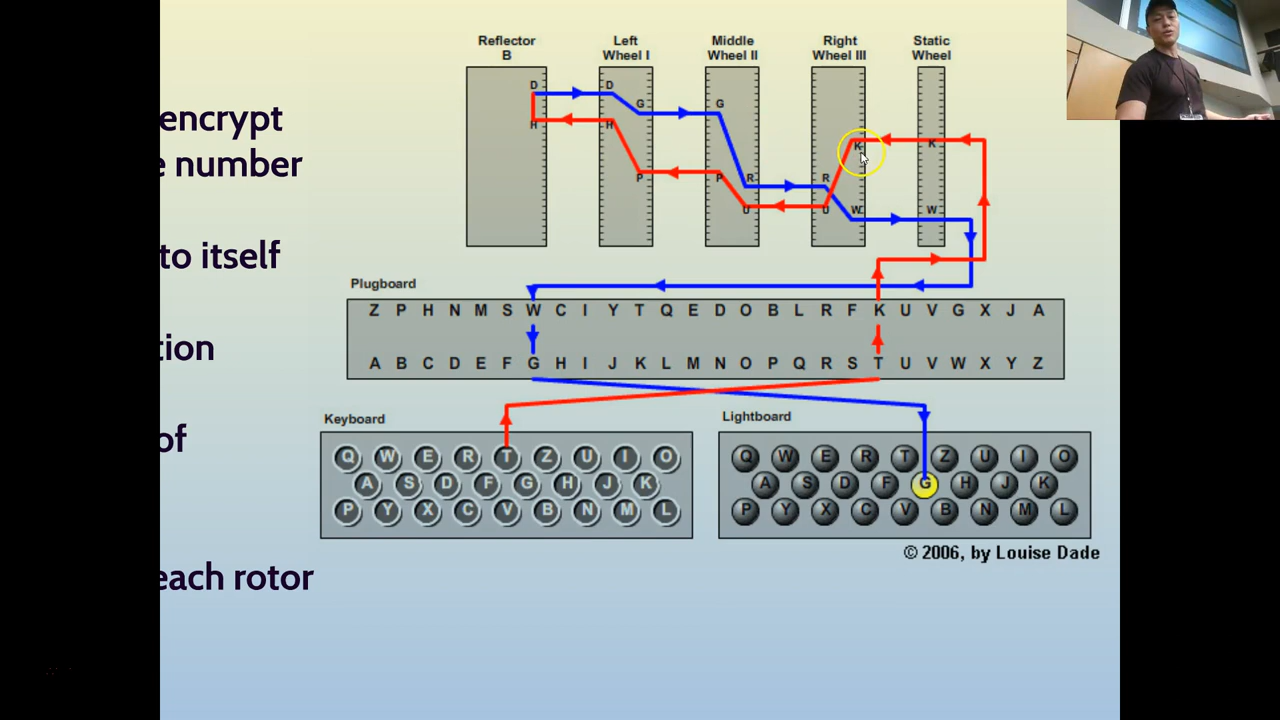 encrypt
e number
to itself
tion
of
each rotor
Reflector
B
Left
Wheel I
Middle
Wheel II
Right
Wheel III
Static
Wheel
D D G G R R W W
H H P P U U K K
Plugboard
Z P H N M S W C I Y T Q E D O B L R F K U V G X J A
A B C D E F G H I J K L M N O P Q R S T U V W X Y Z
Keyboard
Q W E R T Z U I O
A S D F G H J K
P Y X C V B N M L
Lightboard
Q W E R T Z U I O
A S D F G H J K
P Y X C V B N M L
© 2006, by Louise Dade